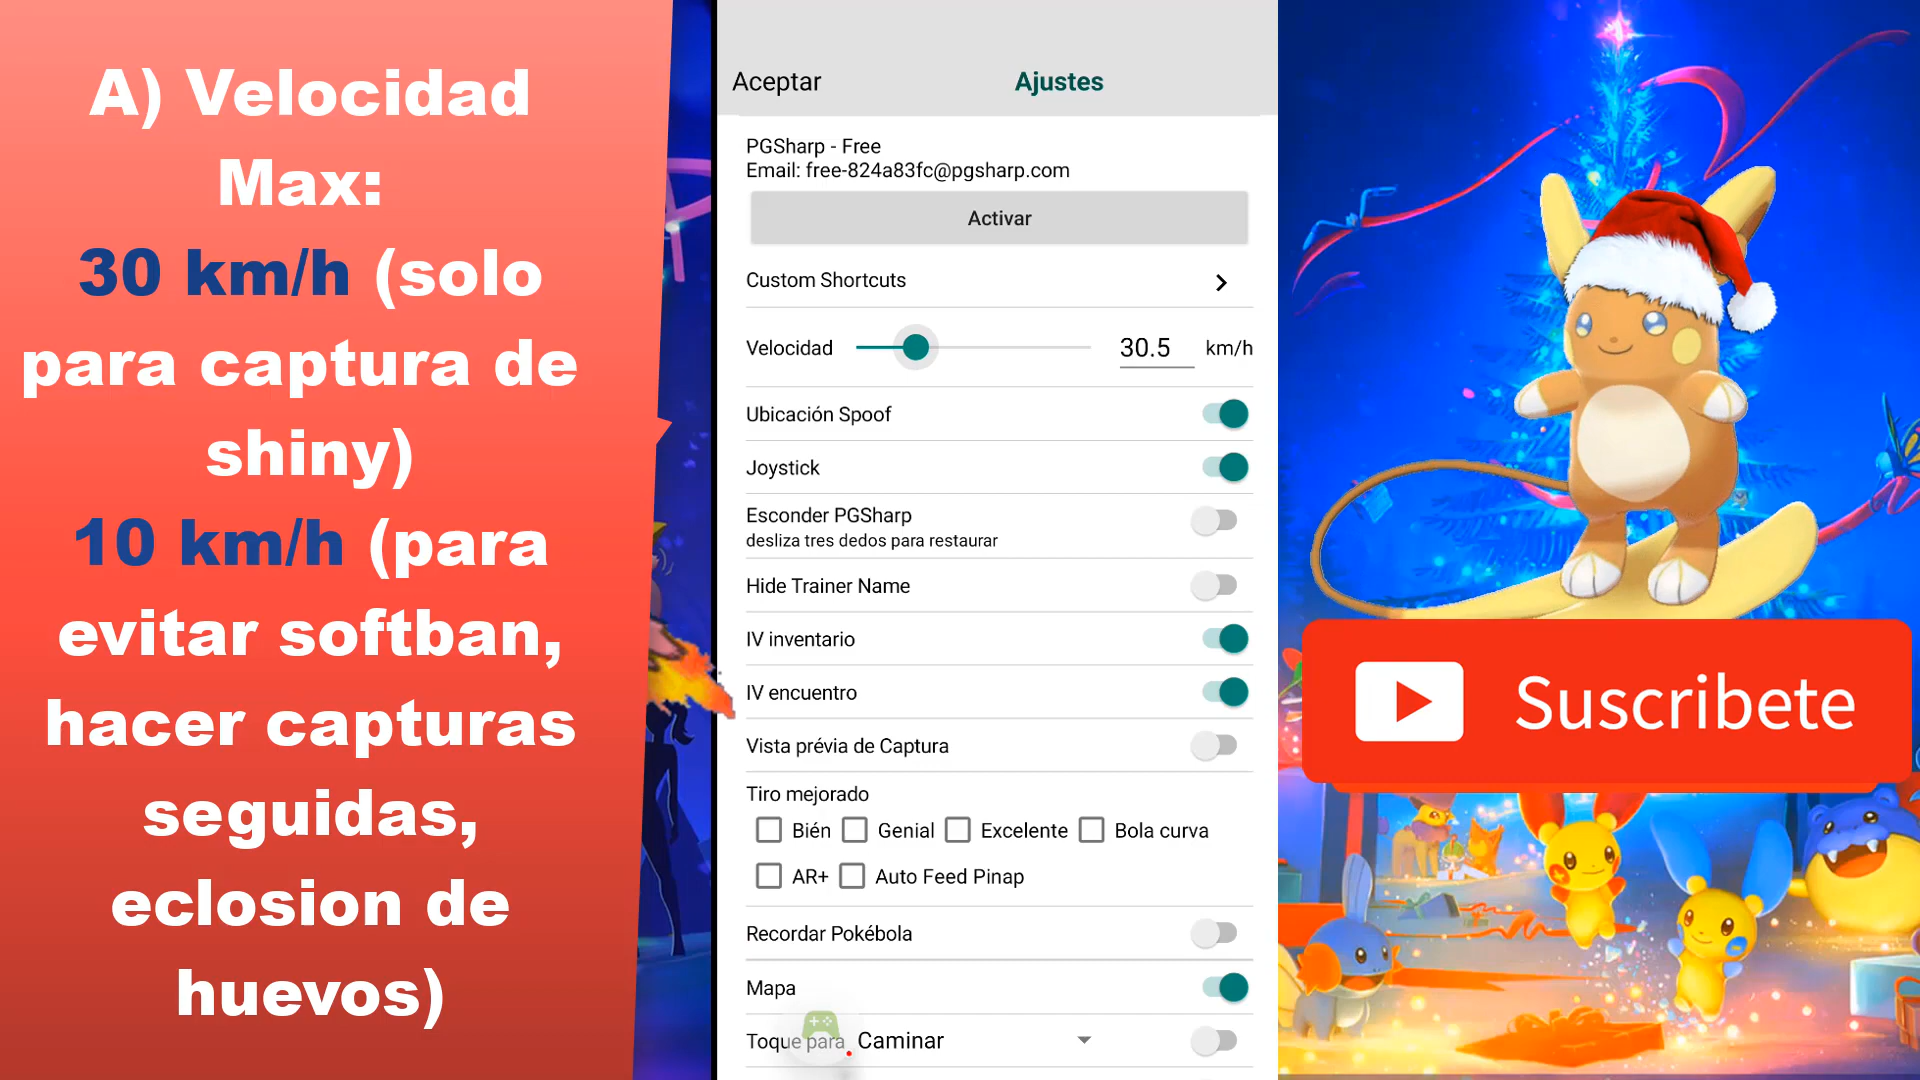 A) Velocidad
Max:
30 km/h (solo
para captura de
shiny)
10 km/h (para
evitar softban,
hacer capturas
seguidas,
eclosion de
huevos)
Aceptar
Ajustes
PGSharp - Free
Email: free-824a83fc@pgsharp.com
Activar
Custom Shortcuts
Velocidad 30.5 km/h
Ubicación Spoof
Joystick
Esconder PGSharp
desliza tres dedos para restaurar
Hide Trainer Name
IV inventario
IV encuentro
Vista prévia de Captura
Tiro mejorado
Bién Genial Excelente Bola curva
AR+ Auto Feed Pinap
Recordar Pokébola
Mapa
Toque para Caminar
Suscribete